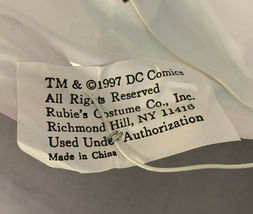 TM & ©1997 DC Comics
All Rights Reserved
Rubie's Costume Co., Inc.
Richmond Hill, NY 11418
Used Under Authorization
Made in China